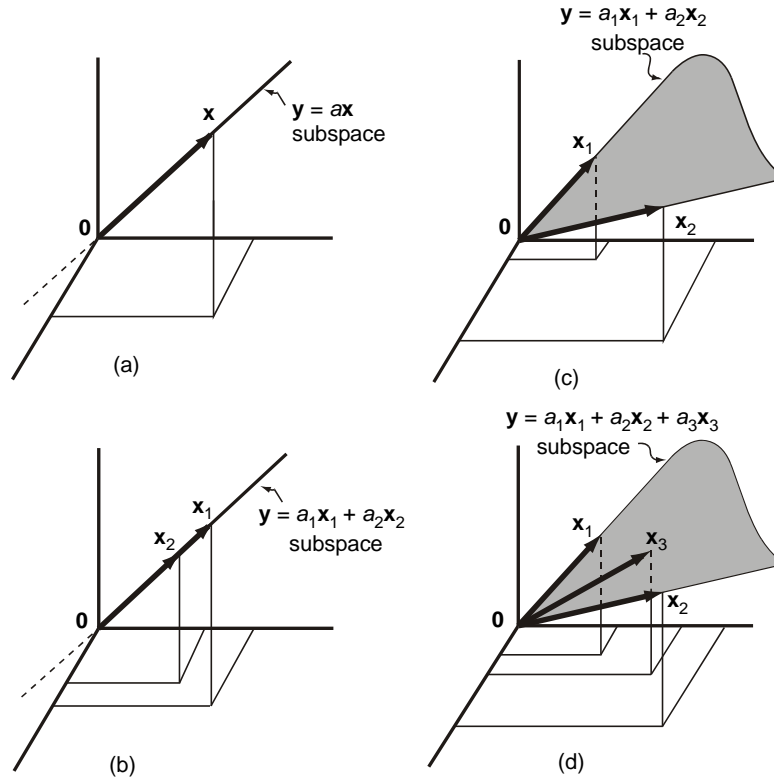 x
y = ax
subspace
0
(a)
y = a₁x₁ + a₂x₂
subspace
x₁
0
x₂
(c)
x₁
x₂
y = a₁x₁ + a₂x₂
subspace
0
(b)
y = a₁x₁ + a₂x₂ + a₃x₃
subspace
x₁
x₃
x₂
0
(d)